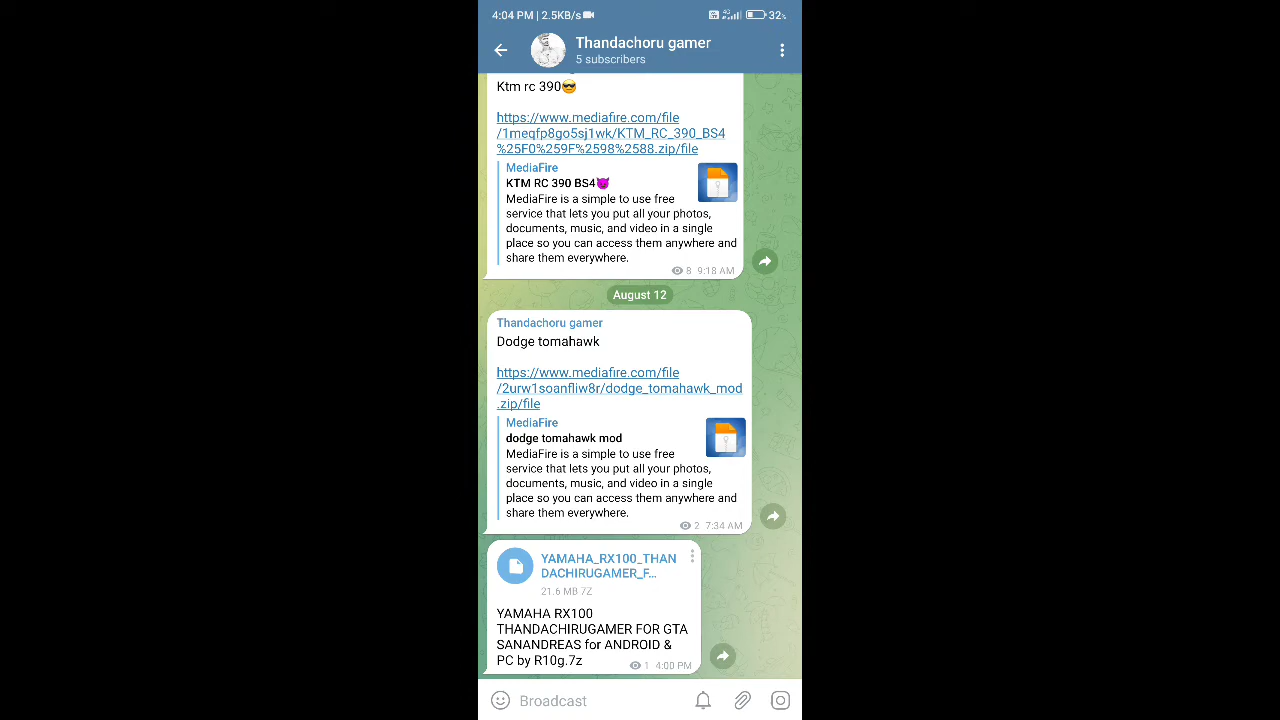 4:04 PM | 2.5KB/s
4G
32%
Thandachoru gamer
5 subscribers
Ktm rc 390😎
https://www.mediafire.com/file
/1meqfp8go5sj1wk/KTM_RC_390_BS4
%25F0%259F%2598%2588.zip/file
MediaFire
KTM RC 390 BS4😈
MediaFire is a simple to use free
service that lets you put all your photos,
documents, music, and video in a single
place so you can access them anywhere and
share them everywhere.
8 9:18 AM
August 12
Thandachoru gamer
Dodge tomahawk
https://www.mediafire.com/file
/2urw1soanfliw8r/dodge_tomahawk_mod
.zip/file
MediaFire
dodge tomahawk mod
MediaFire is a simple to use free
service that lets you put all your photos,
documents, music, and video in a single
place so you can access them anywhere and
share them everywhere.
2 7:34 AM
YAMAHA_RX100_THAN
DACHIRUGAMER_F...
21.6 MB 7Z
YAMAHA RX100
THANDACHIRUGAMER FOR GTA
SANANDREAS for ANDROID &
PC by R10g.7z
1 4:00 PM
Broadcast